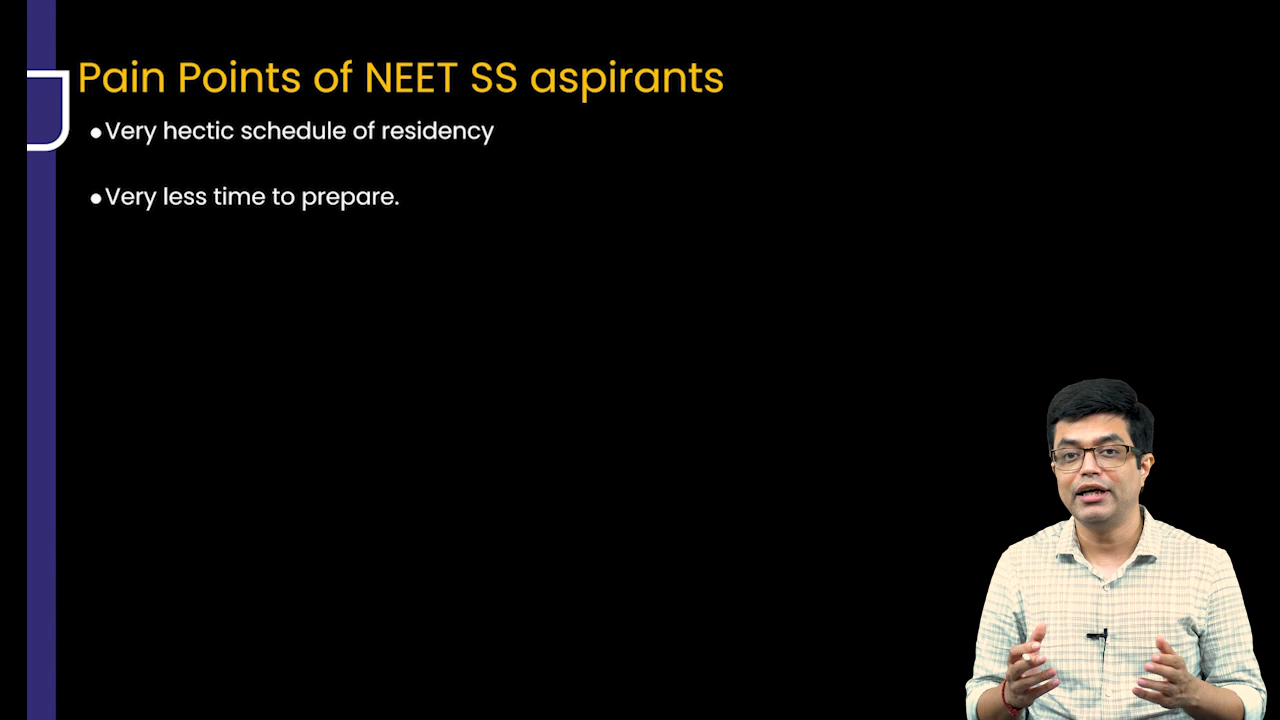 Pain Points of NEET SS aspirants
●Very hectic schedule of residency
●Very less time to prepare.